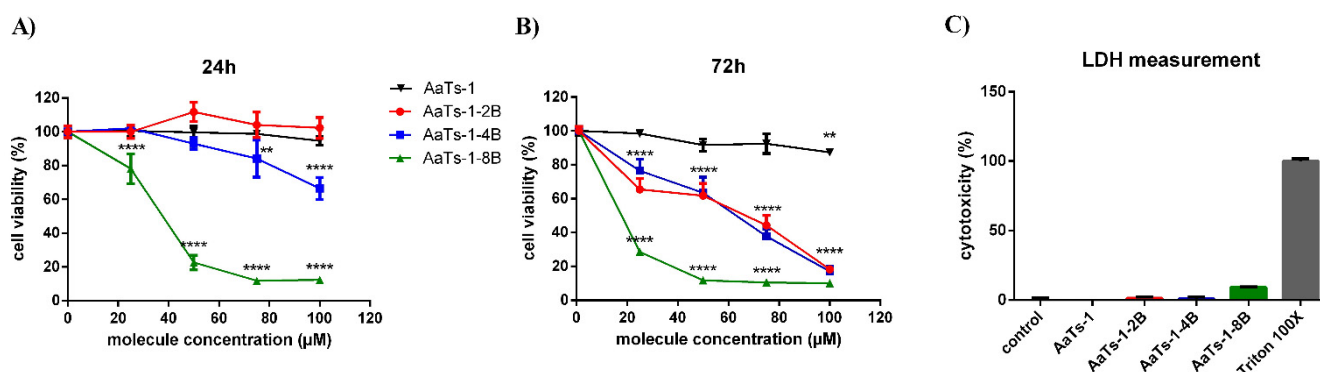 A)
24h
cell viability (%)
120
100
80
60
40
20
0
****
**
****
****
****
****
0 20 40 60 80 100 120
molecule concentration (µM)
AaTs-1
AaTs-1-2B
AaTs-1-4B
AaTs-1-8B
B)
72h
cell viability (%)
120
100
80
60
40
20
0
**
****
****
****
****
****
****
****
****
0 20 40 60 80 100 120
molecule concentration (µM)
C)
LDH measurement
cytotoxicity (%)
150
100
50
0
control
AaTs-1
AaTs-1-2B
AaTs-1-4B
AaTs-1-8B
Triton 100X